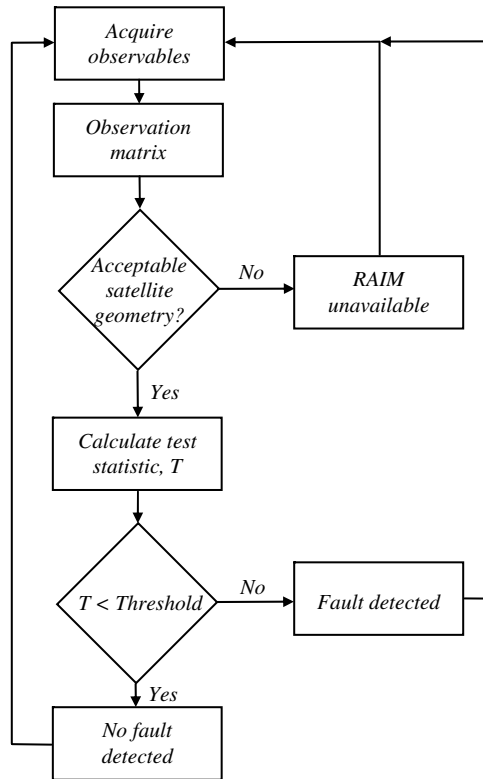 Acquire
observables
Observation
matrix
Acceptable
satellite
geometry?
No
RAIM
unavailable
Yes
Calculate test
statistic, T
T < Threshold
No
Fault detected
Yes
No fault
detected